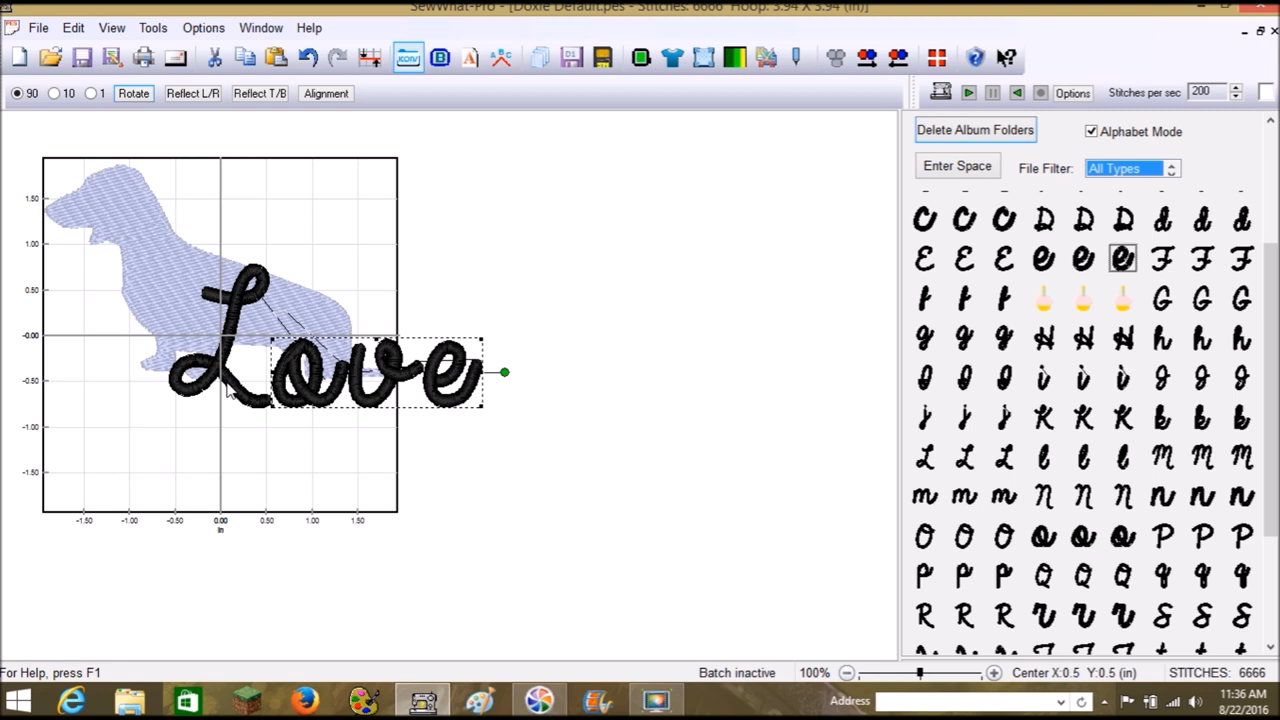 SewWhat-Pro - [Doxie Default.pes - Stitches: 6666 Hoop: 3.94 X 3.94 (in)]
File Edit View Tools Options Window Help
90 10 1 Rotate Reflect L/R Reflect T/B Alignment Options Stitches per sec 200
Delete Album Folders Alphabet Mode
Enter Space File Filter: All Types
1.50
1.00
0.50
-0.00
-0.50
-1.00
-1.50
-1.50 -1.00 -0.50 0.00 0.50 1.00 1.50
in
Love
C C C D D D d d d
E E E e e e F F F
f f f G G G
g g g H H H h h h
i i i J J J
j j j K K K k k k
L L L l l l M M M
m m m N N N n n n
O O O o o o P P P
p p p Q Q Q q q q
R R R r r r S S S
For Help, press F1 Batch inactive 100% Center X:0.5 Y:0.5 (in) STITCHES: 6666
Address 11:36 AM
8/22/2016